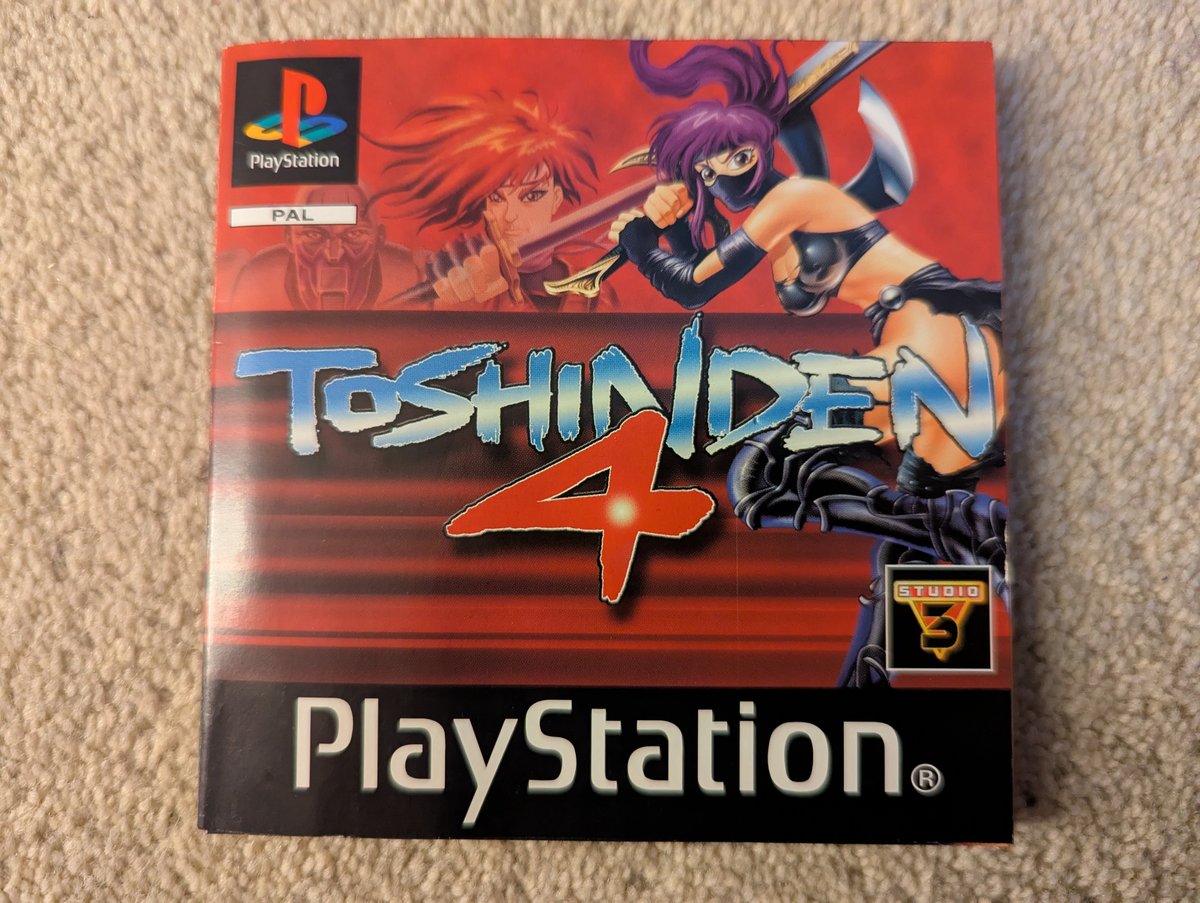 PlayStation
PAL
TOSHINDEN
4
STUDIO
3
PlayStation®